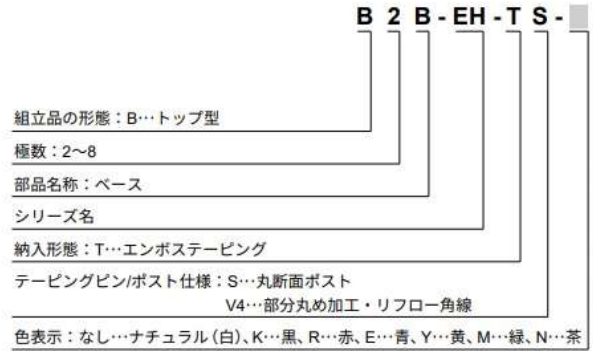 B 2 B - EH - T S -
組立品の形態：B…トップ型
極数：2～8
部品名称：ベース
シリーズ名
納入形態：T…エンボステーピング
テーピングピン/ポスト仕様：S…丸断面ポスト
V4…部分丸め加工・リフロー角線
色表示：なし…ナチュラル(白)、K…黒、R…赤、E…青、Y…黄、M…緑、N…茶